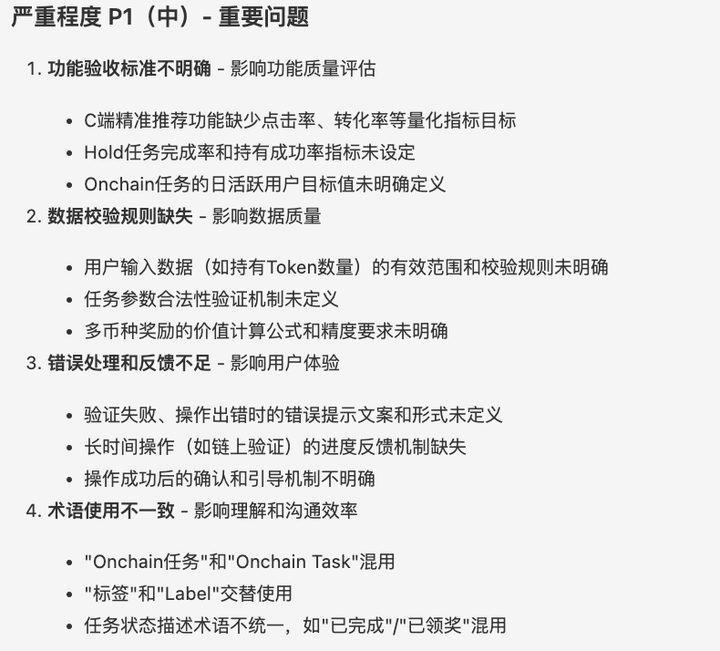 严重程度 P1（中）- 重要问题
1. 功能验收标准不明确 - 影响功能质量评估
• C端精准推荐功能缺少点击率、转化率等量化指标目标
• Hold任务完成率和持有成功率指标未设定
• Onchain任务的日活跃用户目标值未明确定义
2. 数据校验规则缺失 - 影响数据质量
• 用户输入数据（如持有Token数量）的有效范围和校验规则未明确
• 任务参数合法性验证机制未定义
• 多币种奖励的价值计算公式和精度要求未明确
3. 错误处理和反馈不足 - 影响用户体验
• 验证失败、操作出错时的错误提示文案和形式未定义
• 长时间操作（如链上验证）的进度反馈机制缺失
• 操作成功后的确认和引导机制不明确
4. 术语使用不一致 - 影响理解和沟通效率
• "Onchain任务"和"Onchain Task"混用
• "标签"和"Label"交替使用
• 任务状态描述术语不统一，如"已完成"/"已领奖"混用